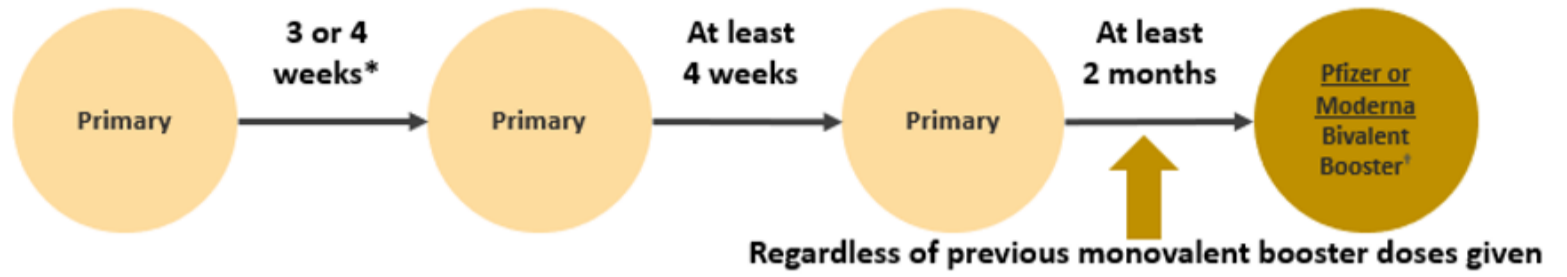 Primary
3 or 4
weeks*
Primary
At least
4 weeks
Primary
At least
2 months
Pfizer or
Moderna
Bivalent
Booster†
Regardless of previous monovalent booster doses given